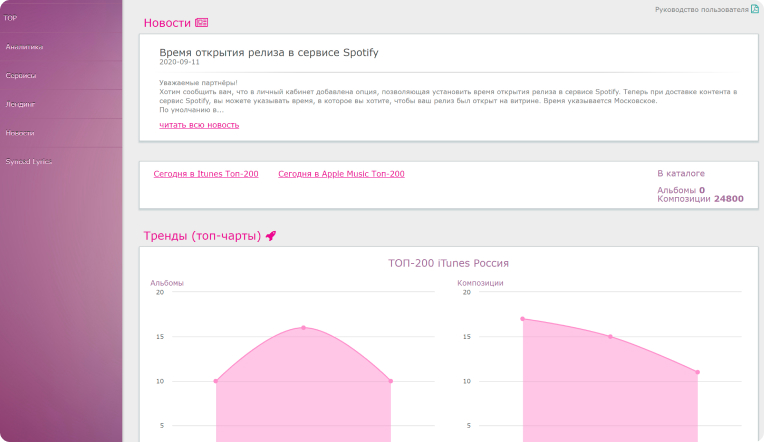 Руководство пользователя
TOP
Аналитика
Сервисы
Лендинг
Новости
Synced Lyrics
Новости
Время открытия релиза в сервисе Spotify
2020-09-11
Уважаемые партнёры!
Хотим сообщить вам, что в личный кабинет добавлена опция, позволяющая установить время открытия релиза в сервисе Spotify. Теперь при доставке контента в
сервис Spotify, вы можете указывать время, в которое вы хотите, чтобы ваш релиз был открыт на витрине. Время указывается Московское.
По умолчанию в...
читать всю новость
Сегодня в Itunes Топ-200
Сегодня в Apple Music Топ-200
В каталоге
Альбомы 0
Композиции 24800
Тренды (топ-чарты)
ТОП-200 iTunes Россия
Альбомы
20
15
10
5
Композиции
20
15
10
5